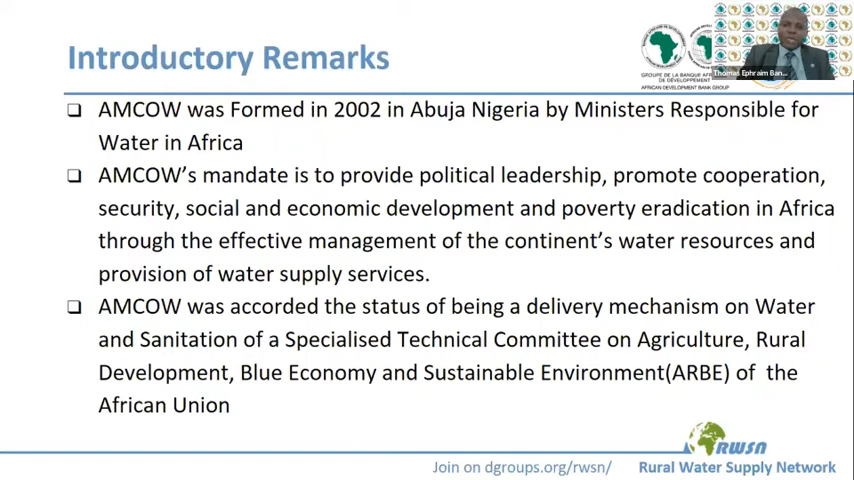 Introductory Remarks
GROUPE DE LA BANQUE
DE DÉVELOPPEMENT
AFRICAN DEVELOPMENT BANK GROUP
Thomas Ephraim Ban...
❑ AMCOW was Formed in 2002 in Abuja Nigeria by Ministers Responsible for
Water in Africa
❑ AMCOW’s mandate is to provide political leadership, promote cooperation,
security, social and economic development and poverty eradication in Africa
through the effective management of the continent’s water resources and
provision of water supply services.
❑ AMCOW was accorded the status of being a delivery mechanism on Water
and Sanitation of a Specialised Technical Committee on Agriculture, Rural
Development, Blue Economy and Sustainable Environment(ARBE) of the
African Union
RWSN
Join on dgroups.org/rwsn/ Rural Water Supply Network